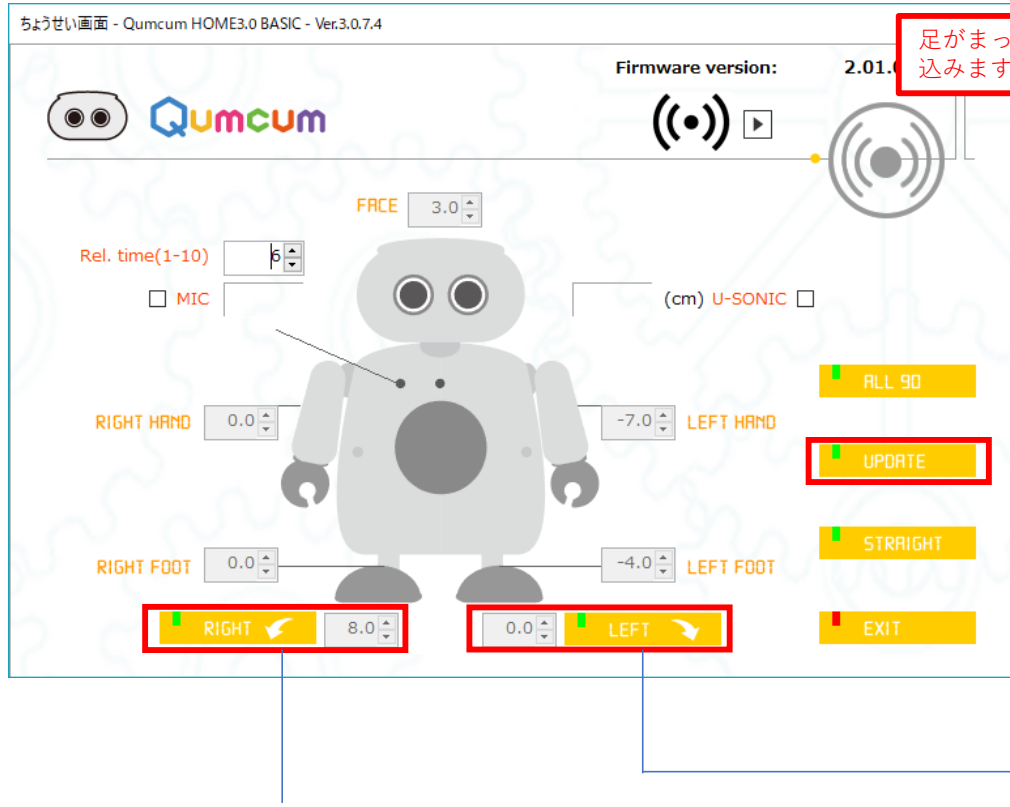 ちょうせい画面 - Qumcum HOME3.0 BASIC - Ver.3.0.7.4
足がまっ
込みます
Firmware version: 2.01.
Qumcum
FACE 3.0
Rel. time(1-10) 6
MIC
(cm) U-SONIC
ALL 90
RIGHT HAND 0.0
-7.0 LEFT HAND
UPDATE
STRAIGHT
RIGHT FOOT 0.0
-4.0 LEFT FOOT
RIGHT 8.0
0.0 LEFT
EXIT